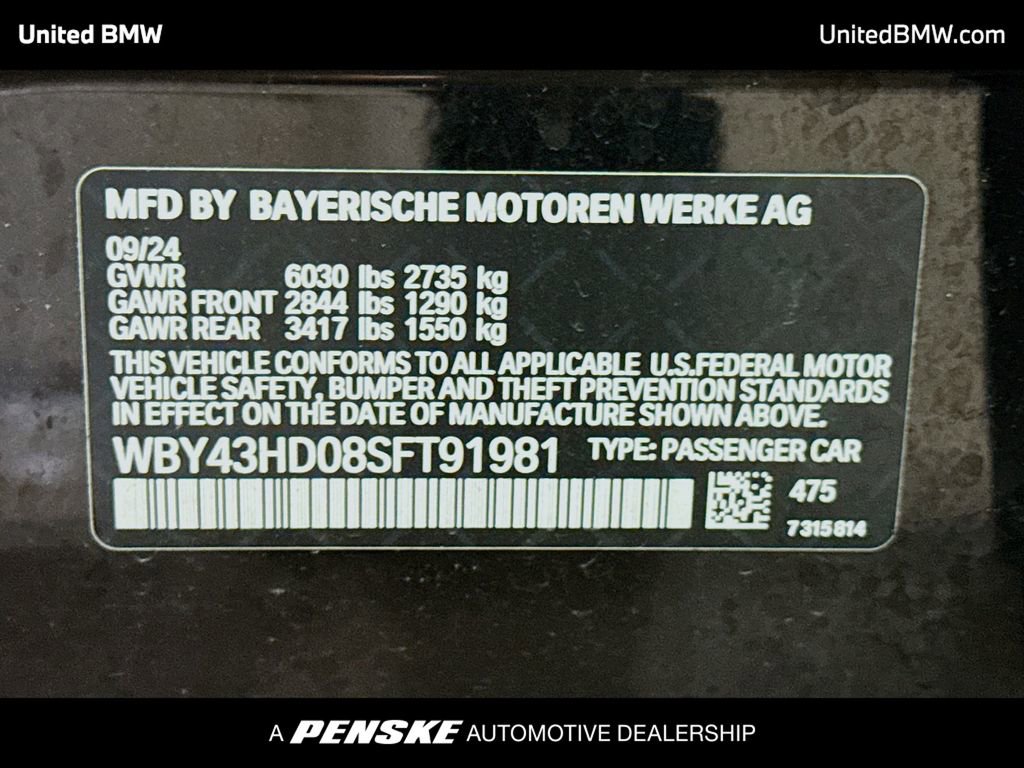 United BMW
UnitedBMW.com
MFD BY BAYERISCHE MOTOREN WERKE AG
09/24
GVWR 6030 lbs 2735 kg
GAWR FRONT 2844 lbs 1290 kg
GAWR REAR 3417 lbs 1550 kg
THIS VEHICLE CONFORMS TO ALL APPLICABLE U.S.FEDERAL MOTOR
VEHICLE SAFETY, BUMPER AND THEFT PREVENTION STANDARDS
IN EFFECT ON THE DATE OF MANUFACTURE SHOWN ABOVE.
WBY43HD08SFT91981 TYPE: PASSENGER CAR
475
7315814
A PENSKE AUTOMOTIVE DEALERSHIP